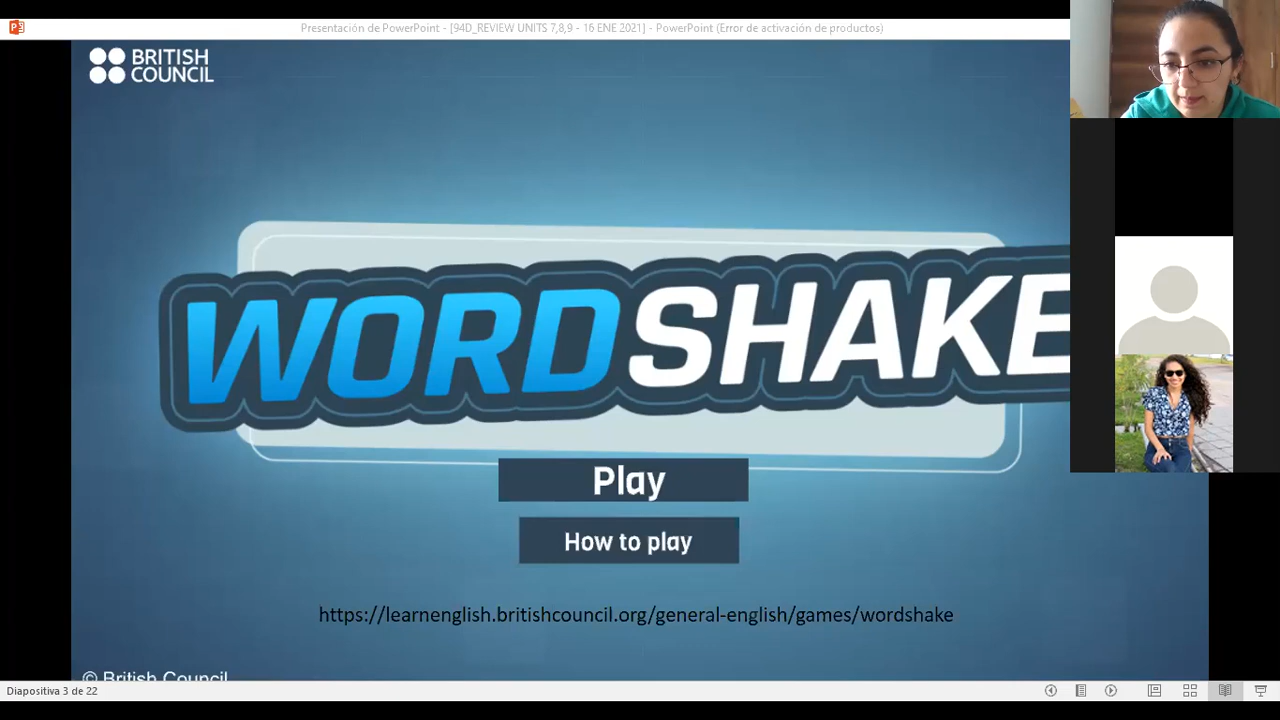 Presentación de PowerPoint - [94D_REVIEW UNITS 7,8,9 - 16 ENE 2021] - PowerPoint (Error de activación de productos)
BRITISH
COUNCIL
WORDSHAKE
Play
How to play
https://learnenglish.britishcouncil.org/general-english/games/wordshake
© British Council
Diapositiva 3 de 22